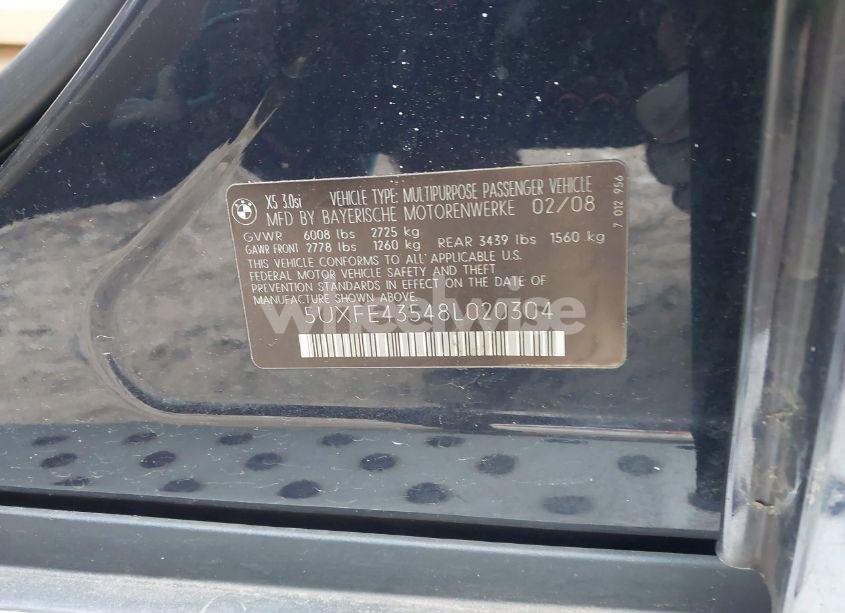 X5 3.0si VEHICLE TYPE: MULTIPURPOSE PASSENGER VEHICLE
MFD BY BAYERISCHE MOTORENWERKE 02/08
GVWR 6008 lbs 2725 kg
GAWR FRONT 2778 lbs 1260 kg REAR 3439 lbs 1560 kg
THIS VEHICLE CONFORMS TO ALL APPLICABLE U.S.
FEDERAL MOTOR VEHICLE SAFETY AND THEFT
PREVENTION STANDARDS IN EFFECT ON THE DATE OF
MANUFACTURE SHOWN ABOVE.
5UXFE43548L020304
7 012 956
wheelwise